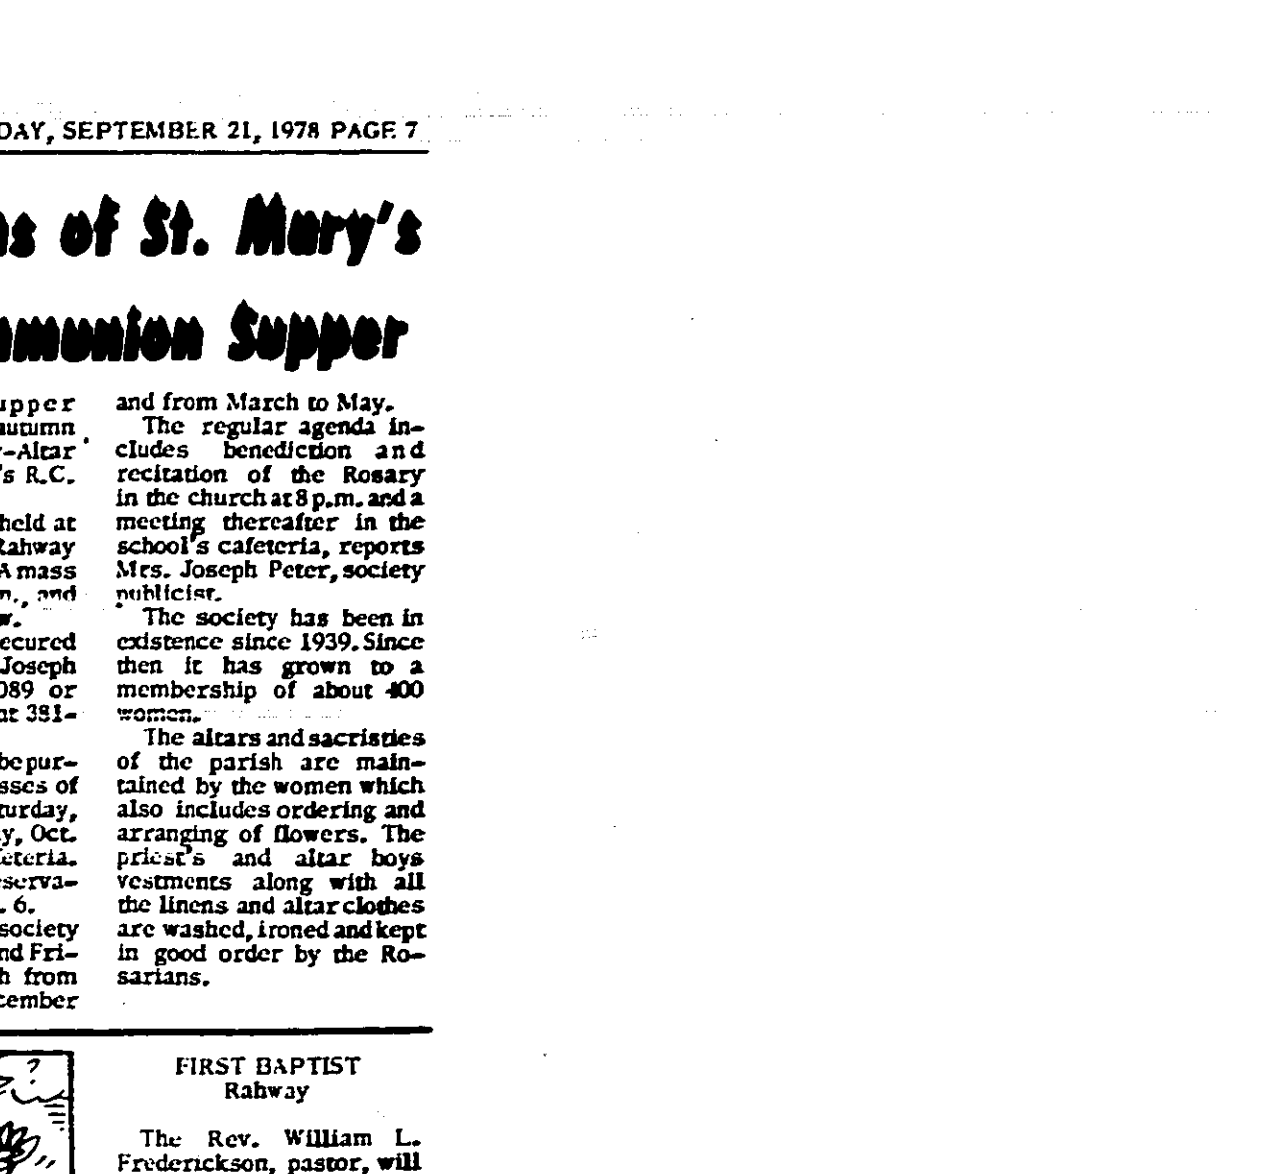 DAY, SEPTEMBER 21, 1978 PAGE 7
of St. Mary's
mmunion Supper
upper
autumn
-Altar
's R.C.
held at
Rahway
A mass
and
ecured
Joseph
089 or
at 381-
be pur-
sses of
turday,
y, Oct.
eteria.
serva-
. 6.
society
nd Fri-
h from
cember
and from March to May.
The regular agenda in-
cludes benediction and
recitation of the Rosary
in the church at 8 p.m. and a
meeting thereafter in the
school's cafeteria, reports
Mrs. Joseph Peter, society
publicist.
The society has been in
existence since 1939. Since
then it has grown to a
membership of about 400
women.
The altars and sacristies
of the parish are main-
tained by the women which
also includes ordering and
arranging of flowers. The
priest's and altar boys
vestments along with all
the linens and altar clothes
are washed, ironed and kept
in good order by the Ro-
sarians.
?
FIRST BAPTIST
Rahway
The Rev. William L.
Frederickson, pastor, will